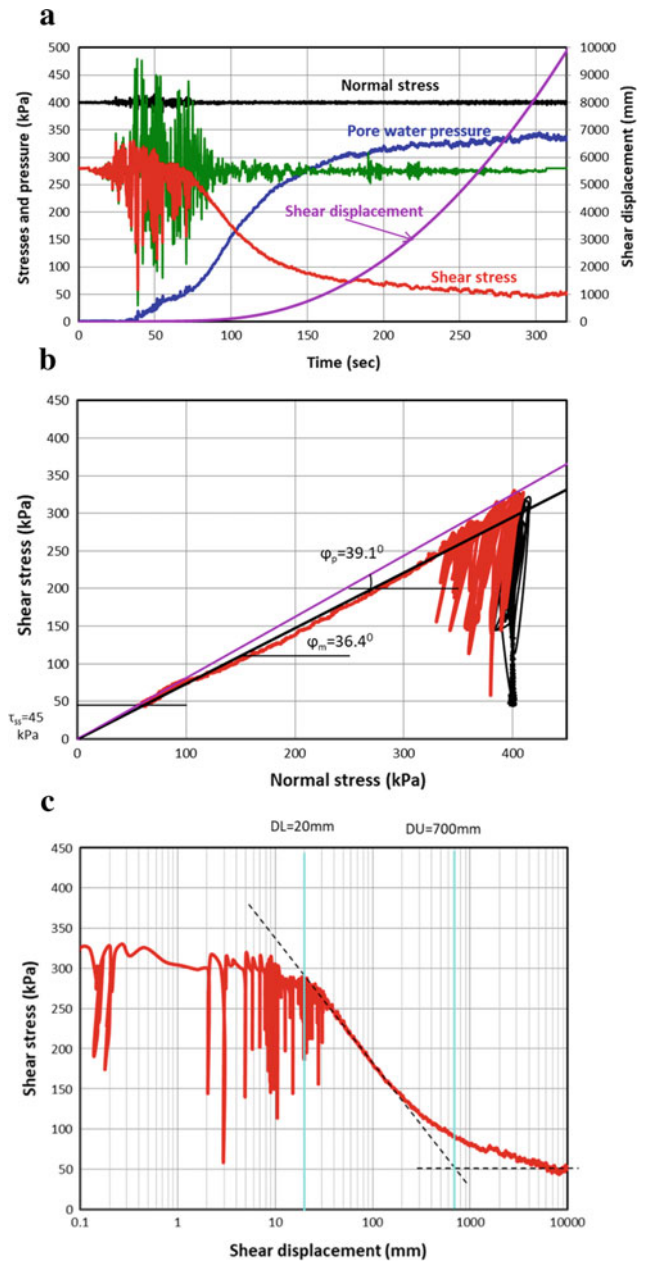 a
500
450
400
350
300
250
200
150
100
50
0
Stresses and pressure (kPa)
10000
9000
8000
7000
6000
5000
4000
3000
2000
1000
0
Shear displacement (mm)
Normal stress
Pore water pressure
Shear displacement
Shear stress
0 50 100 150 200 250 300
Time (sec)
b
450
400
350
300
250
200
150
100
50
0
Shear stress (kPa)
φp=39.1⁰
φm=36.4⁰
τss=45
kPa
0 100 200 300 400
Normal stress (kPa)
c
DL=20mm DU=700mm
450
400
350
300
250
200
150
100
50
0
Shear stress (kPa)
0.1 1 10 100 1000 10000
Shear displacement (mm)